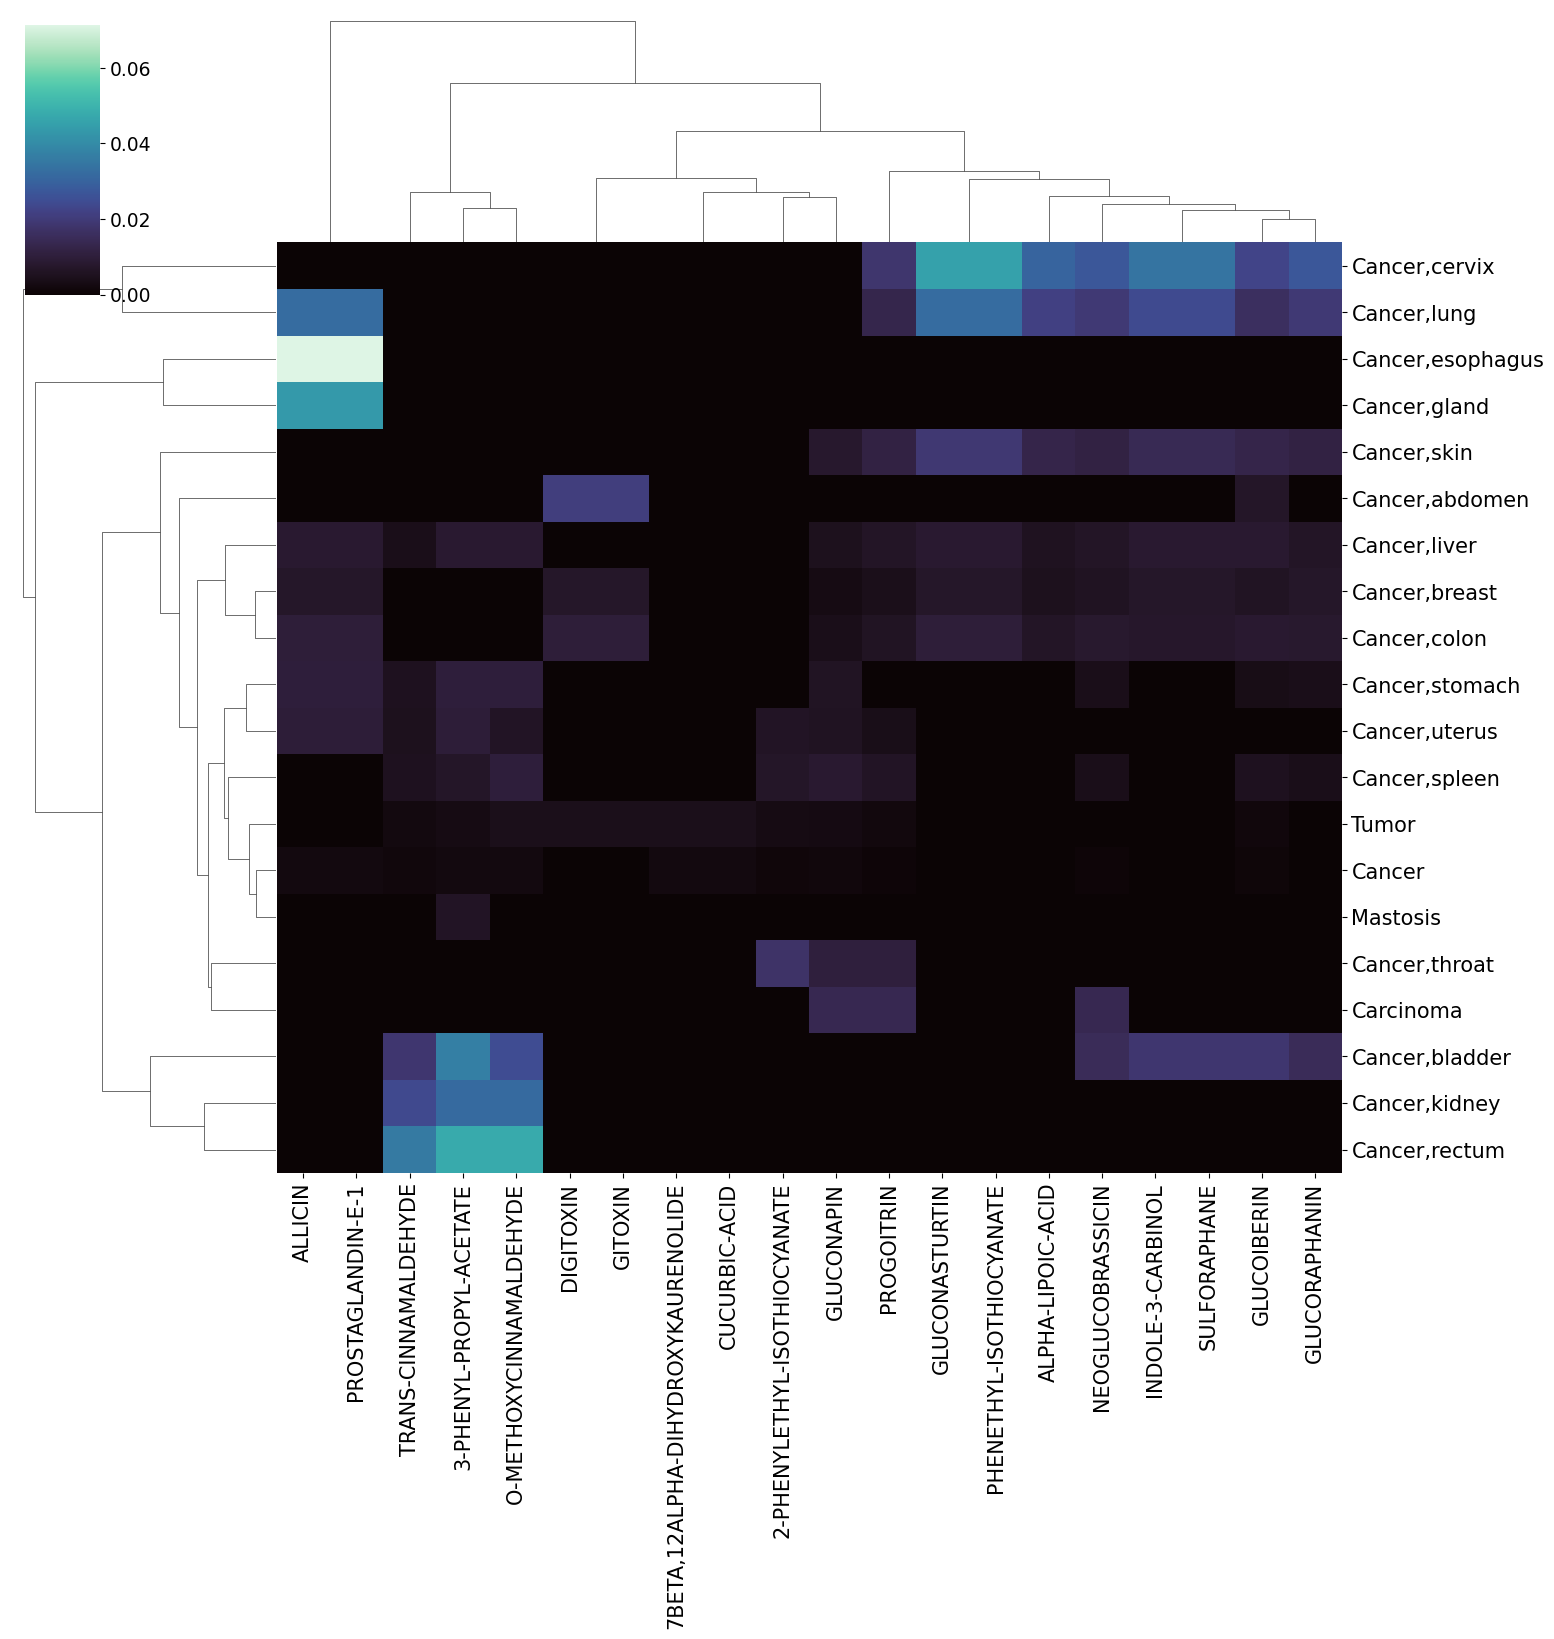 0.06
0.04
0.02
0.00
Cancer,cervix
Cancer,lung
Cancer,esophagus
Cancer,gland
Cancer,skin
Cancer,abdomen
Cancer,liver
Cancer,breast
Cancer,colon
Cancer,stomach
Cancer,uterus
Cancer,spleen
Tumor
Cancer
Mastosis
Cancer,throat
Carcinoma
Cancer,bladder
Cancer,kidney
Cancer,rectum
ALLICIN
PROSTAGLANDIN-E-1
TRANS-CINNAMALDEHYDE
3-PHENYL-PROPYL-ACETATE
O-METHOXYCINNAMALDEHYDE
DIGITOXIN
GITOXIN
7BETA,12ALPHA-DIHYDROXYKAURENOLIDE
CUCURBIC-ACID
2-PHENYLETHYL-ISOTHIOCYANATE
GLUCONAPIN
PROGOITRIN
GLUCONASTURTIN
PHENETHYL-ISOTHIOCYANATE
ALPHA-LIPOIC-ACID
NEOGLUCOBRASSICIN
INDOLE-3-CARBINOL
SULFORAPHANE
GLUCOIBERIN
GLUCORAPHANIN